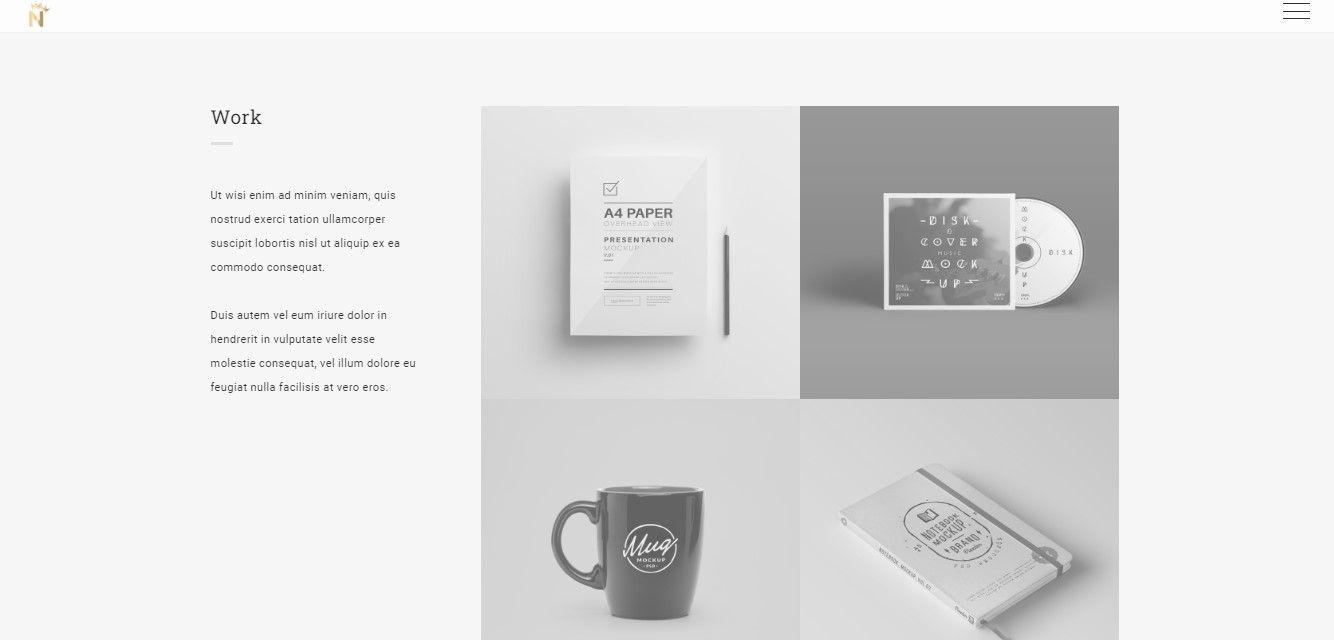 N
Work
Ut wisi enim ad minim veniam, quis
nostrud exerci tation ullamcorper
suscipit lobortis nisl ut aliquip ex ea
commodo consequat.
Duis autem vel eum iriure dolor in
hendrerit in vulputate velit esse
molestie consequat, vel illum dolore eu
feugiat nulla facilisis at vero eros.
A4 PAPER
OVERHEAD VIEW
PRESENTATION
MOCKUP
-DISK-
&
COVER
MUSIC
MOCK
UP
DISK
Mug
MOCKUP
PSD
NOTEBOOK
MOCKUP
BRAND